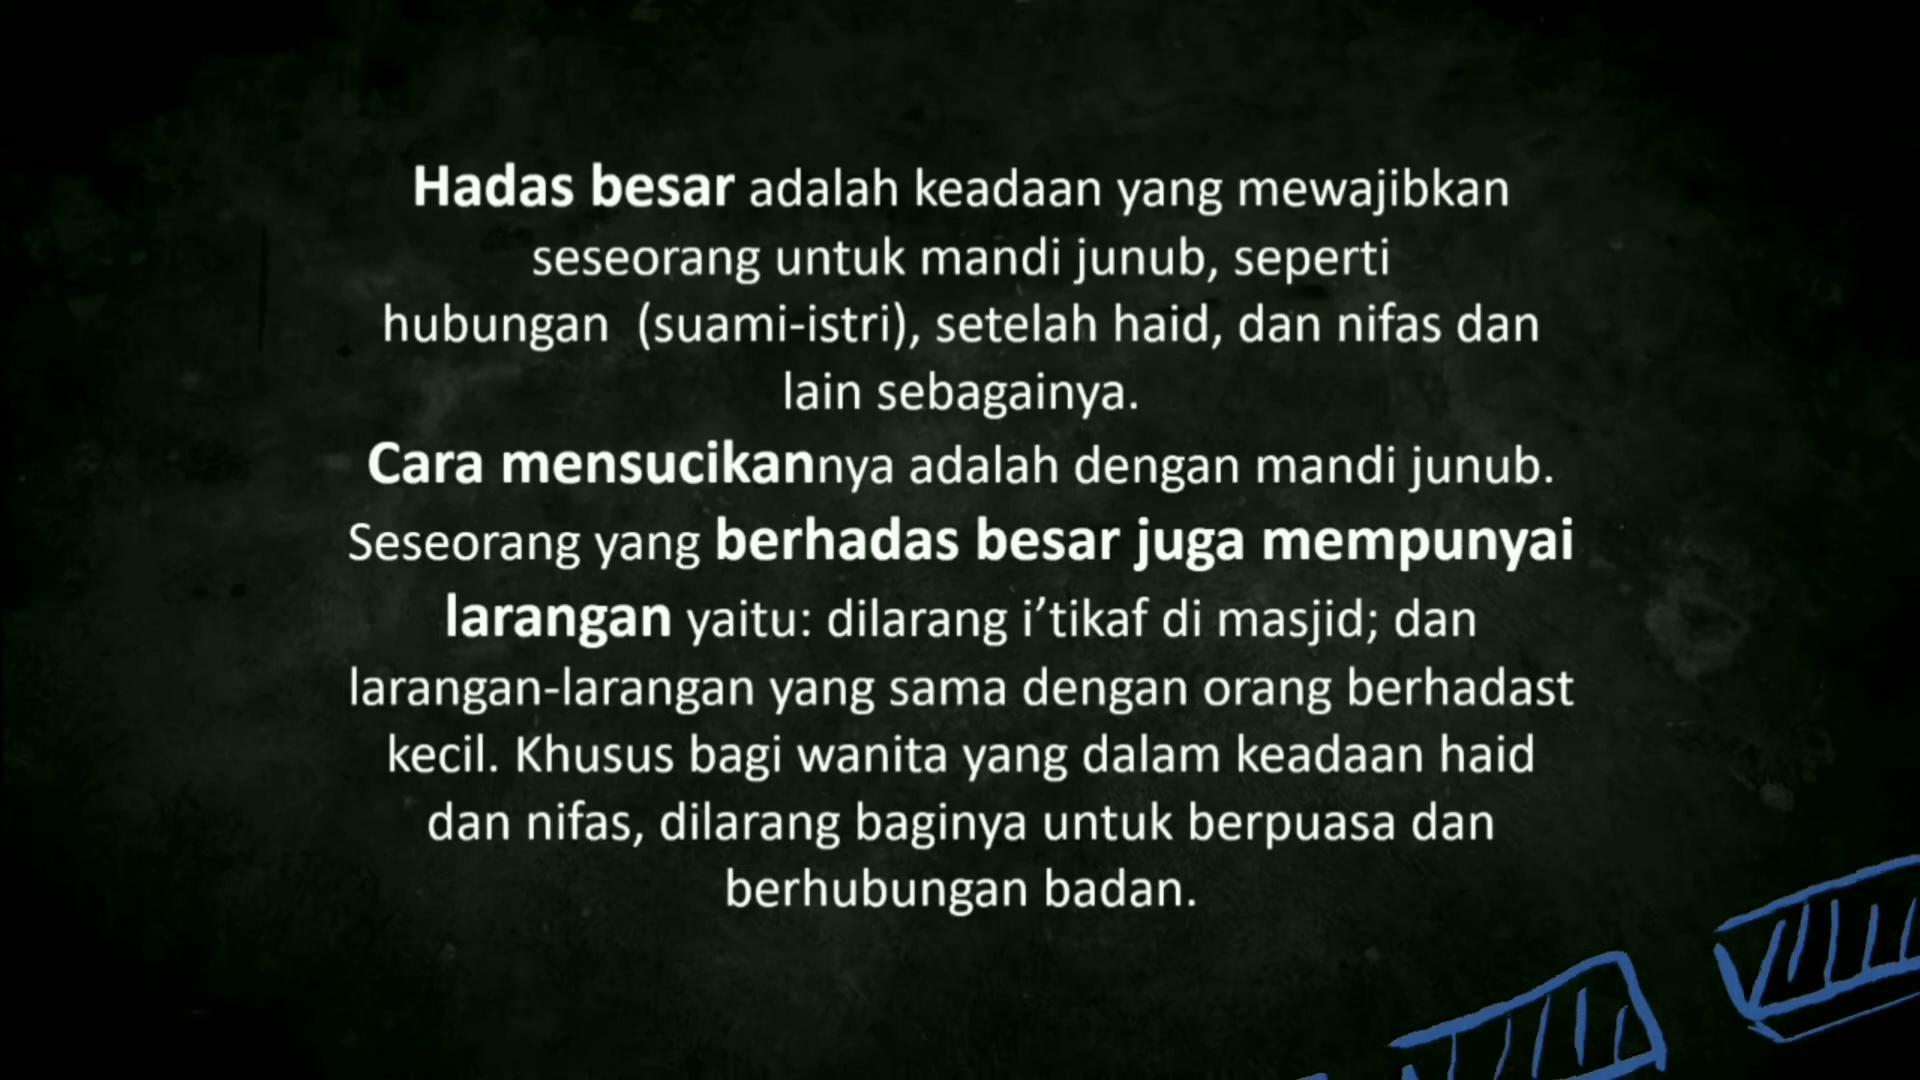 Hadas besar adalah keadaan yang mewajibkan
seseorang untuk mandi junub, seperti
hubungan  (suami-istri), setelah haid, dan nifas dan
lain sebagainya.
Cara mensucikannya adalah dengan mandi junub.
Seseorang yang berhadas besar juga mempunyai
larangan yaitu: dilarang i’tikaf di masjid; dan
larangan-larangan yang sama dengan orang berhadast
kecil. Khusus bagi wanita yang dalam keadaan haid
dan nifas, dilarang baginya untuk berpuasa dan
berhubungan badan.